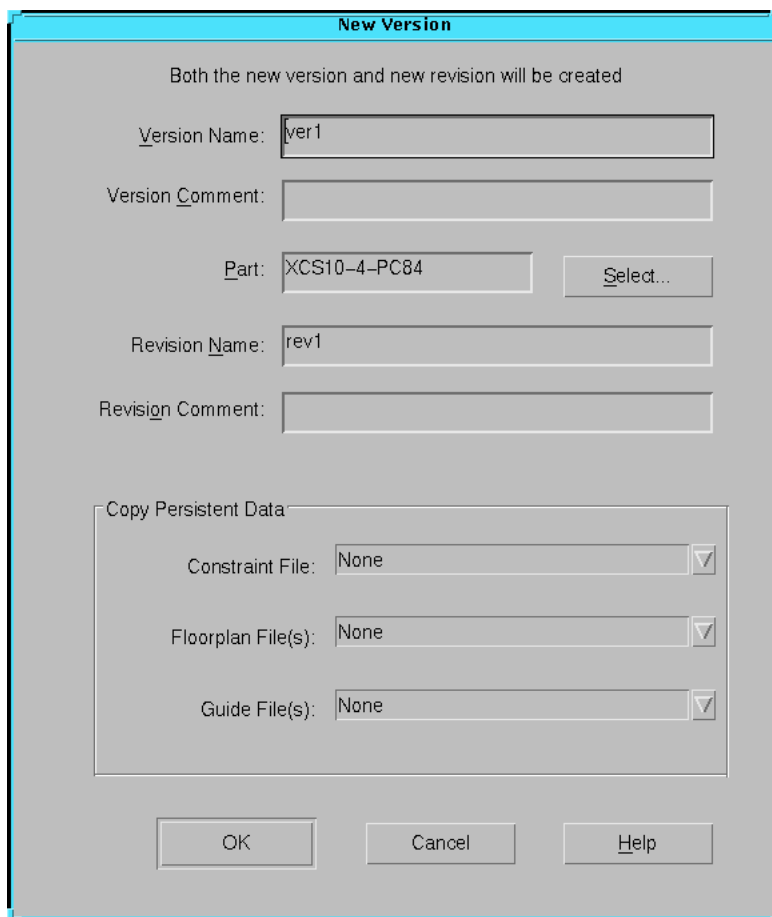 New Version
Both the new version and new revision will be created
Version Name: ver1
Version Comment:
Part: XCS10-4-PC84 Select...
Revision Name: rev1
Revision Comment:
Copy Persistent Data
Constraint File: None
Floorplan File(s): None
Guide File(s): None
OK Cancel Help